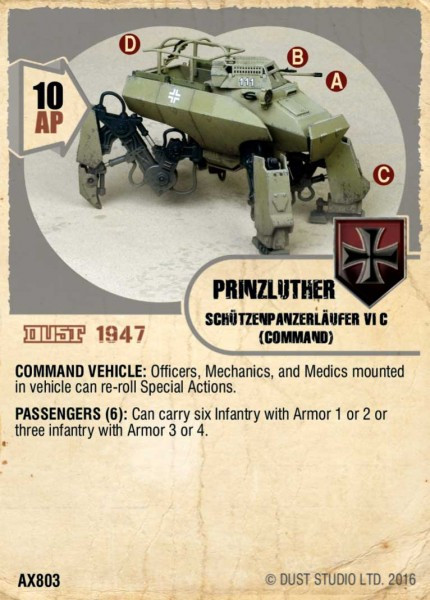 D
B
A
10
AP
111
C
PRINZLUTHER
SCHÜTZENPANZERLÄUFER VI C
(COMMAND)
DUST 1947
COMMAND VEHICLE: Officers, Mechanics, and Medics mounted
in vehicle can re-roll Special Actions.
PASSENGERS (6): Can carry six Infantry with Armor 1 or 2 or
three infantry with Armor 3 or 4.
AX803
© DUST STUDIO LTD. 2016